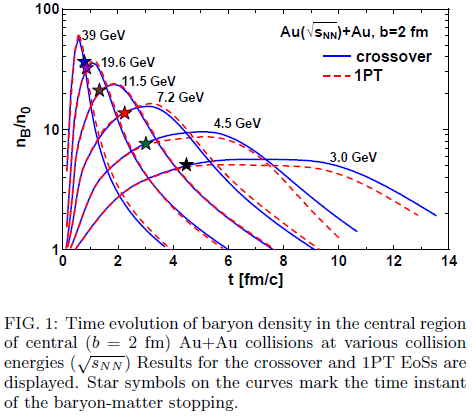 100
39 GeV
Au(√sNN)+Au, b=2 fm
19.6 GeV
crossover
11.5 GeV
1PT
7.2 GeV
nB/n0
10
4.5 GeV
3.0 GeV
1
0 2 4 6 8 10 12 14
t [fm/c]
FIG. 1: Time evolution of baryon density in the central region
of central (b = 2 fm) Au+Au collisions at various collision
energies (√sNN) Results for the crossover and 1PT EoSs are
displayed. Star symbols on the curves mark the time instant
of the baryon-matter stopping.